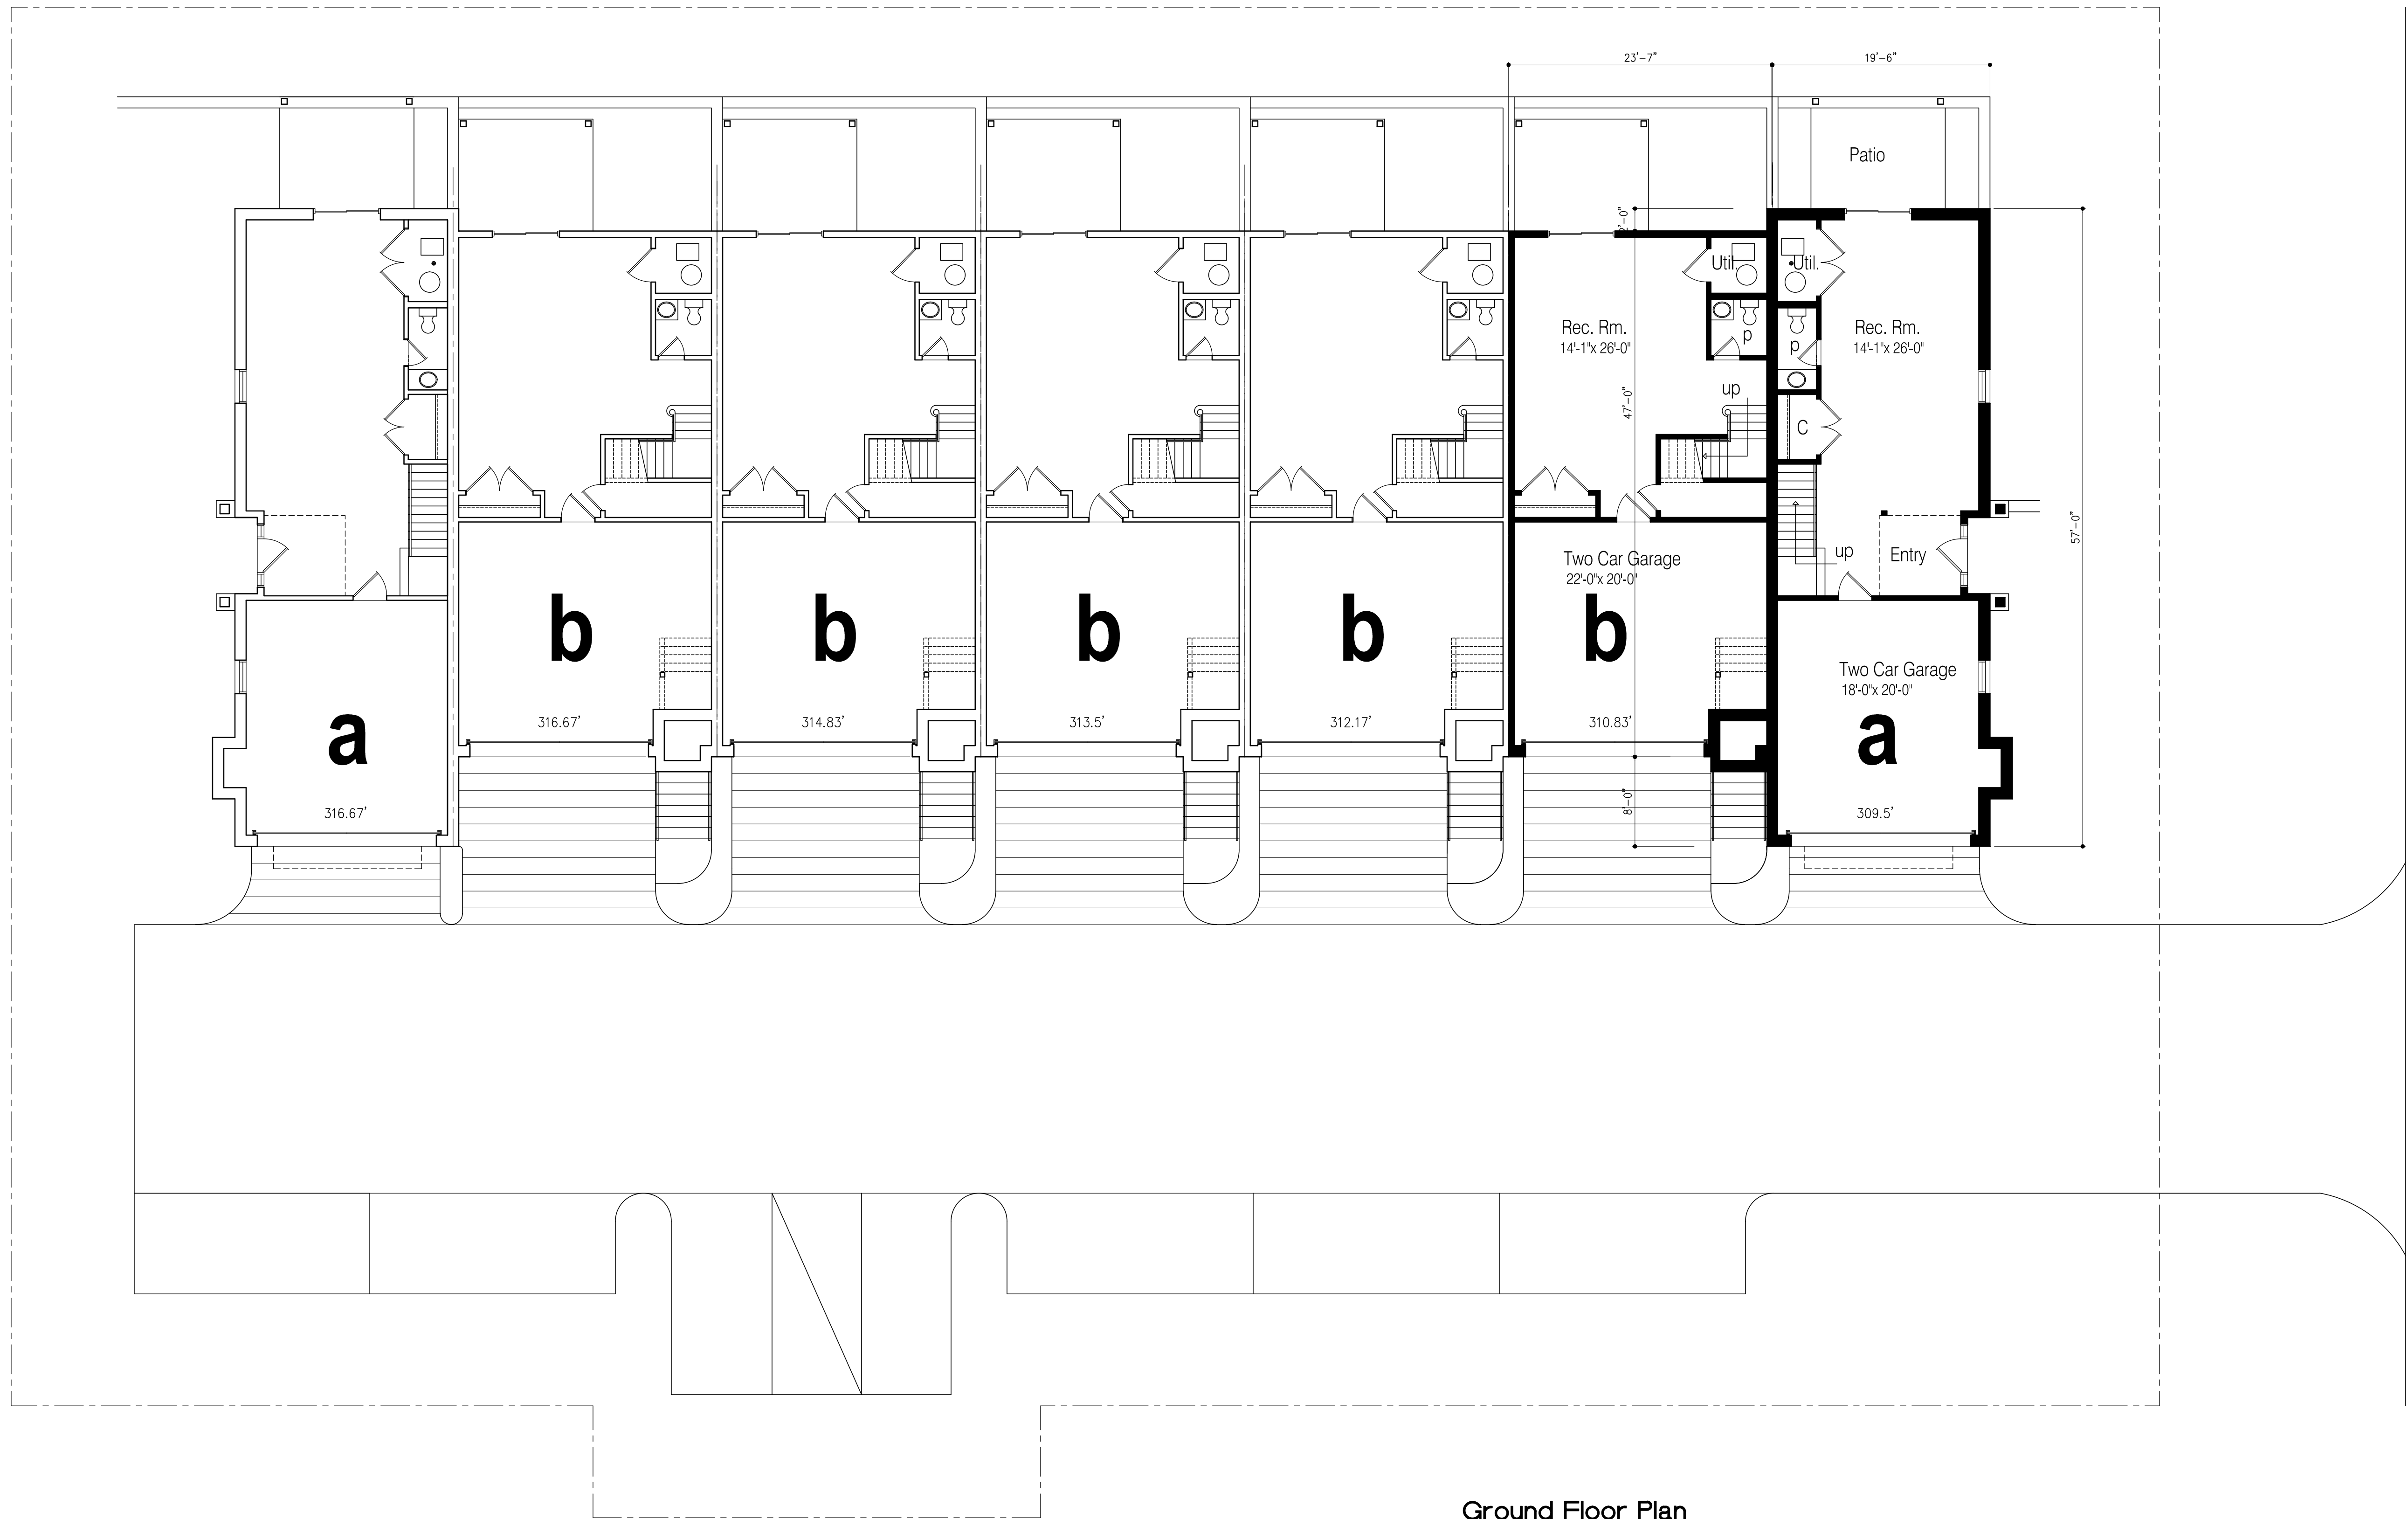 23'-7"
19'-6"
Patio
2'-0"
Util.
Util.
Rec. Rm.
14'-1"x 26'-0"
p
p
Rec. Rm.
14'-1"x 26'-0"
47'-0"
up
C
57'-0"
up
Entry
Two Car Garage
22'-0"x 20'-0"
b
b
b
b
b
Two Car Garage
18'-0"x 20'-0"
a
a
316.67'
314.83'
313.5'
312.17'
310.83'
8'-0"
316.67'
309.5'
Ground Floor Plan